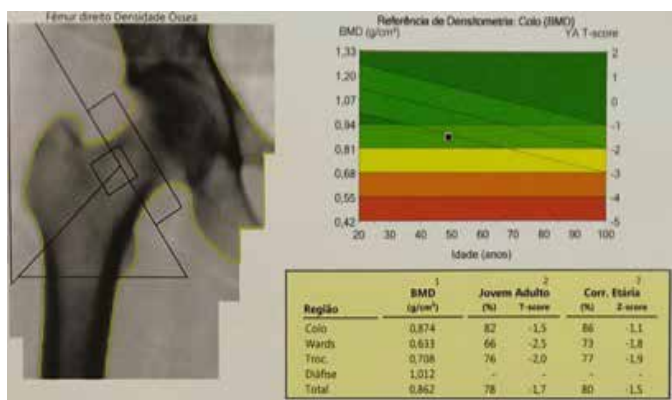 Fêmur direito Densidade Óssea
Referência de Densitometria: Colo (BMD)
BMD (g/cm²) YA T-score
1,33 2
1,20 1
1,07 0
0,94 -1
0,81 -2
0,68 -3
0,55 -4
0,42 -5
20 30 40 50 60 70 80 90 100
Idade (anos)
1 2 3
BMD Jovem Adulto Corr. Etária
Região (g/cm²) (%) T-score (%) Z-score
Colo 0,874 82 -1,5 86 -1,1
Wards 0,633 66 -2,5 73 -1,8
Troc. 0,708 76 -2,0 77 -1,9
Diáfise 1,012 - - - -
Total 0,862 78 -1,7 80 -1,5